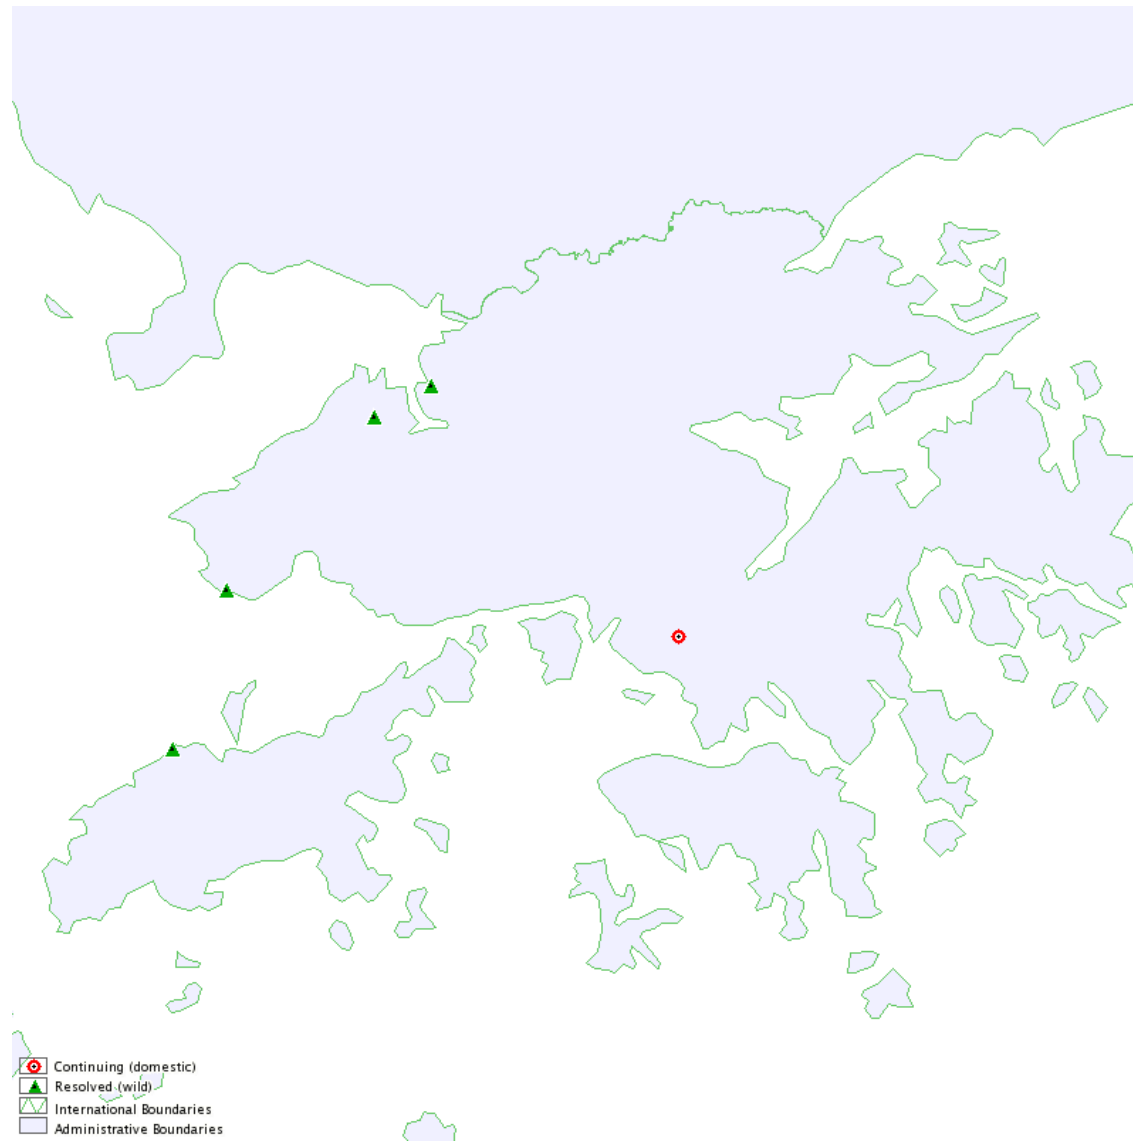 Continuing (domestic)
Resolved (wild)
International Boundaries
Administrative Boundaries